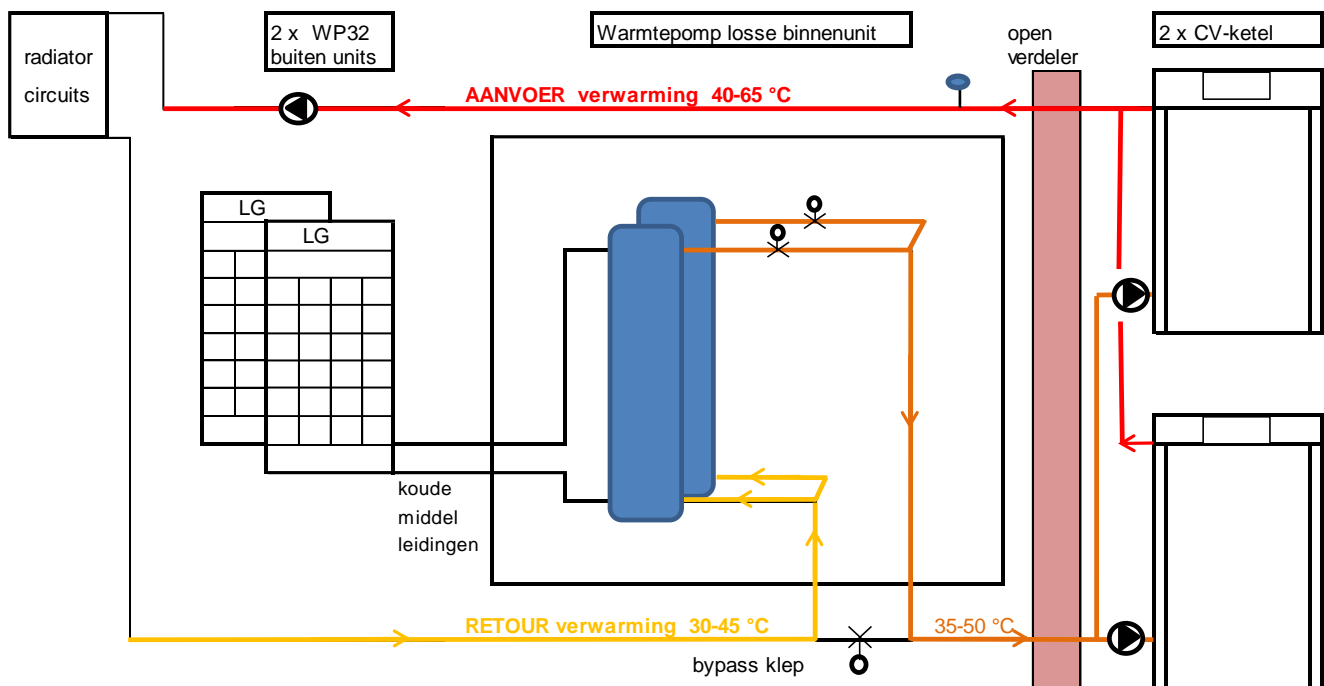 radiator
circuits
2 x WP32
buiten units
Warmtepomp losse binnenunit
open
verdeler
2 x CV-ketel
AANVOER verwarming 40-65 °C
LG
LG
koude
middel
leidingen
RETOUR verwarming 30-45 °C
35-50 °C
bypass klep